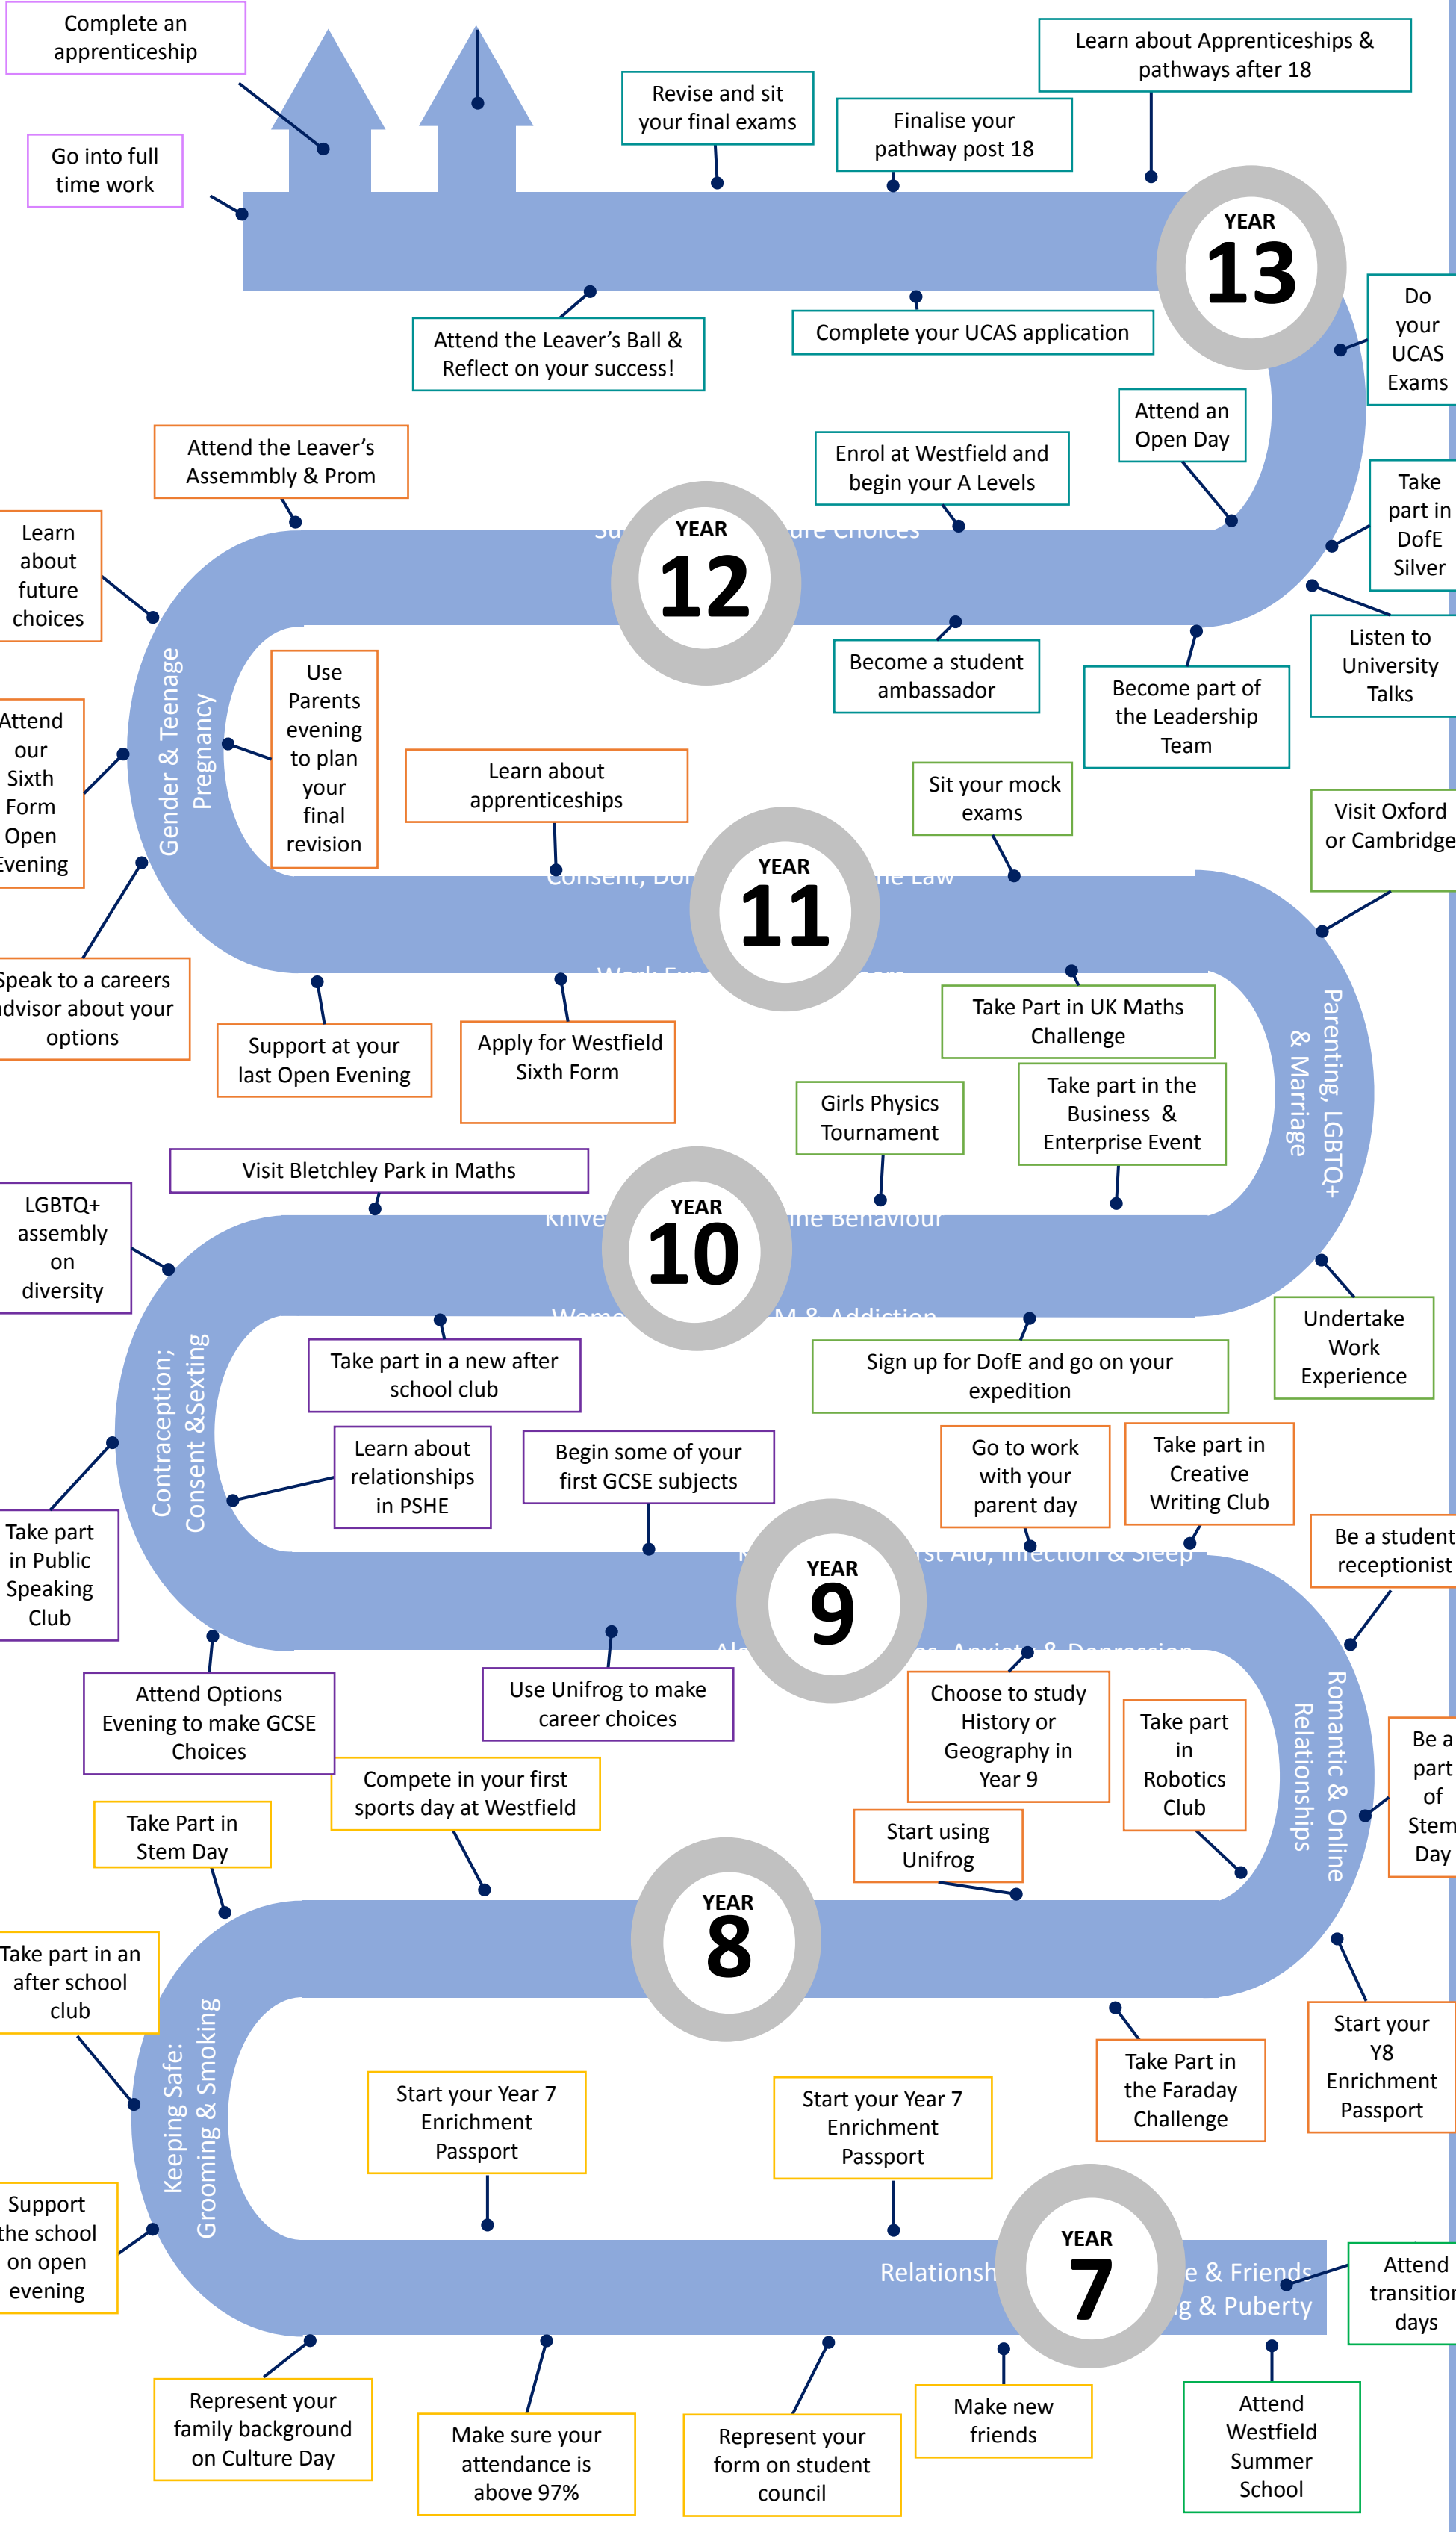 Complete an
apprenticeship
Go into full
time work
Revise and sit
your final exams
Finalise your
pathway post 18
Learn about Apprenticeships &
pathways after 18
YEAR
13
Attend the Leaver's Ball &
Reflect on your success!
Complete your UCAS application
Do
your
UCAS
Exams
Attend an
Open Day
Enrol at Westfield and
begin your A Levels
Take
part in
DofE
Silver
Attend the Leaver's
Assemmbly & Prom
Learn
about
future
choices
YEAR
12
Choices
Become a student
ambassador
Become part of
the Leadership
Team
Listen to
University
Talks
Gender & Teenage
Pregnancy
Use
Parents
evening
to plan
your
final
revision
Attend
our
Sixth
Form
Open
Evening
Learn about
apprenticeships
Sit your mock
exams
Visit Oxford
or Cambridge
YEAR
11
Consent,
Law
Speak to a careers
advisor about your
options
Support at your
last Open Evening
Apply for Westfield
Sixth Form
Take Part in UK Maths
Challenge
Parenting, LGBTQ+
& Marriage
Girls Physics
Tournament
Take part in the
Business & 
Enterprise Event
Visit Bletchley Park in Maths
LGBTQ+
assembly
on
diversity
YEAR
10
Behaviour
& Addiction
Take part in a new after
school club
Sign up for DofE and go on your
expedition
Undertake
Work
Experience
Contraception;
Consent &Sexting
Learn about
relationships
in PSHE
Begin some of your
first GCSE subjects
Go to work
with your
parent day
Take part in
Creative
Writing Club
Be a student
receptionist
Take part
in Public
Speaking
Club
YEAR
9
Aid, Infection & Sleep
Anxiety & Depression
Attend Options
Evening to make GCSE
Choices
Use Unifrog to make
career choices
Choose to study
History or
Geography in
Year 9
Take part
in
Robotics
Club
Romantic & Online
Relationships
Be a
part
of
Stem
Day
Compete in your first
sports day at Westfield
Take Part in
Stem Day
Start using
Unifrog
YEAR
8
Take part in an
after school
club
Keeping Safe:
Grooming & Smoking
Take Part in
the Faraday
Challenge
Start your
Y8
Enrichment
Passport
Start your Year 7
Enrichment
Passport
Start your Year 7
Enrichment
Passport
Support
the school
on open
evening
YEAR
7
& Friends
& Puberty
Attend
transition
days
Represent your
family background
on Culture Day
Make sure your
attendance is
above 97%
Represent your
form on student
council
Make new
friends
Attend
Westfield
Summer
School